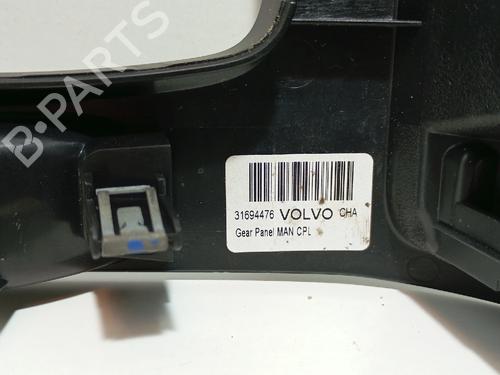 B-PARTS
31694476 VOLVO CHA
Gear Panel MAN CPL